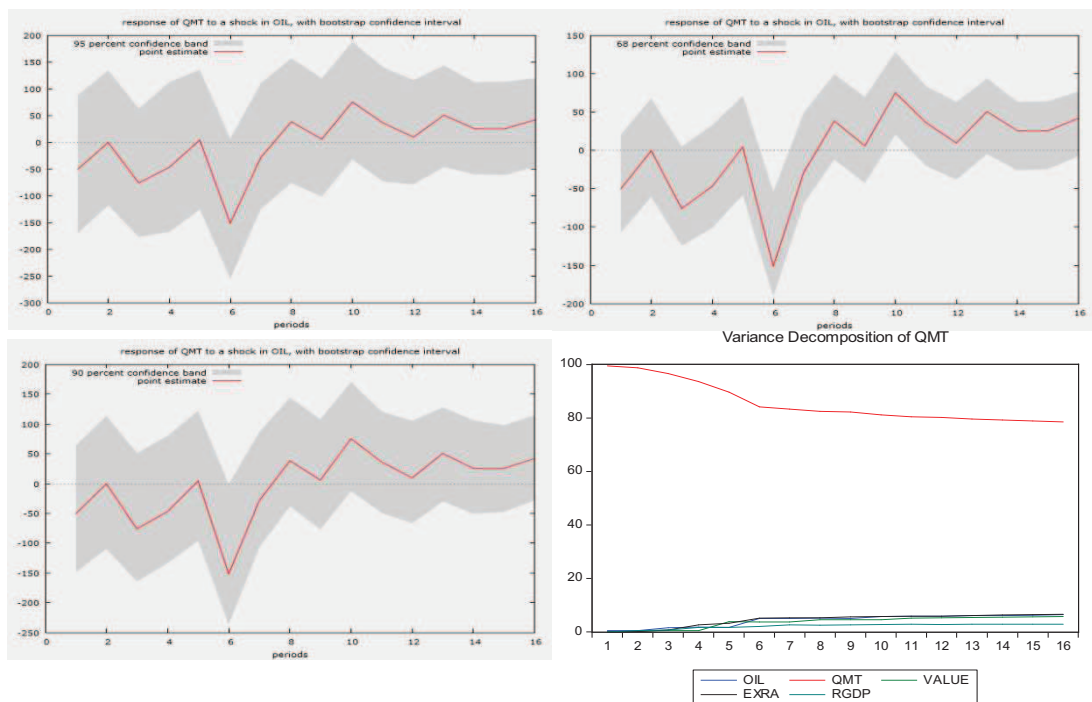 response of QMT to a shock in OIL, with bootstrap confidence interval
95 percent confidence band
point estimate
200
150
100
50
0
-50
-100
-150
-200
-250
-300
0 2 4 6 8 10 12 14 16
periods
response of QMT to a shock in OIL, with bootstrap confidence interval
68 percent confidence band
point estimate
150
100
50
0
-50
-100
-150
-200
0 2 4 6 8 10 12 14 16
periods
response of QMT to a shock in OIL, with bootstrap confidence interval
90 percent confidence band
point estimate
200
150
100
50
0
-50
-100
-150
-200
-250
0 2 4 6 8 10 12 14 16
periods
Variance Decomposition of QMT
100
80
60
40
20
0
1 2 3 4 5 6 7 8 9 10 11 12 13 14 15 16
OIL QMT VALUE
EXRA RGDP